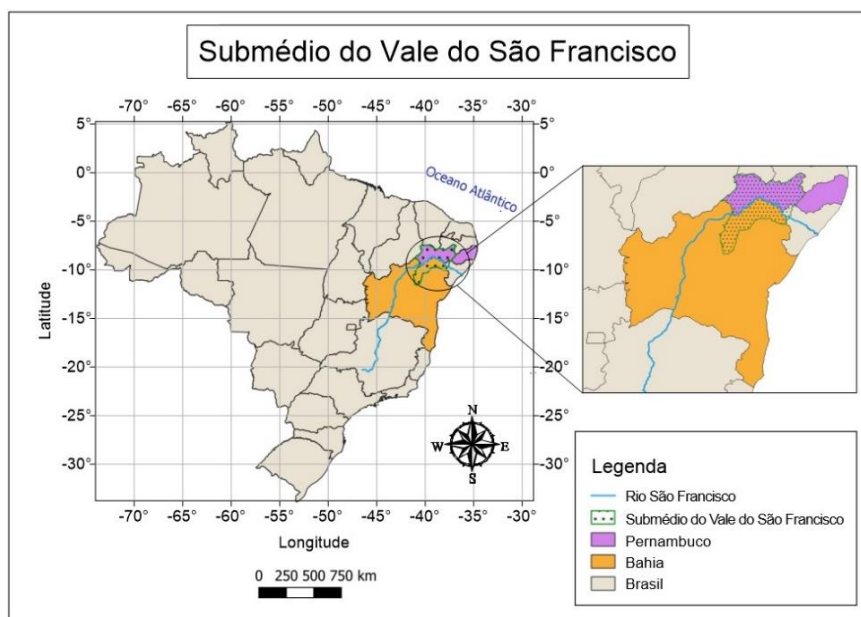 Submédio do Vale do São Francisco
-70° -65° -60° -55° -50° -45° -40° -35° -30°
5° 5°
0° 0°
Oceano Atlântico
-5° -5°
-10° -10°
-15° -15°
-20° -20°
-25° -25°
-30° -30°
Latitude
N
W E
S
-70° -65° -60° -55° -50° -45° -40° -35° -30°
Longitude
0 250 500 750 km
Legenda
Rio São Francisco
Submédio do Vale do São Francisco
Pernambuco
Bahia
Brasil